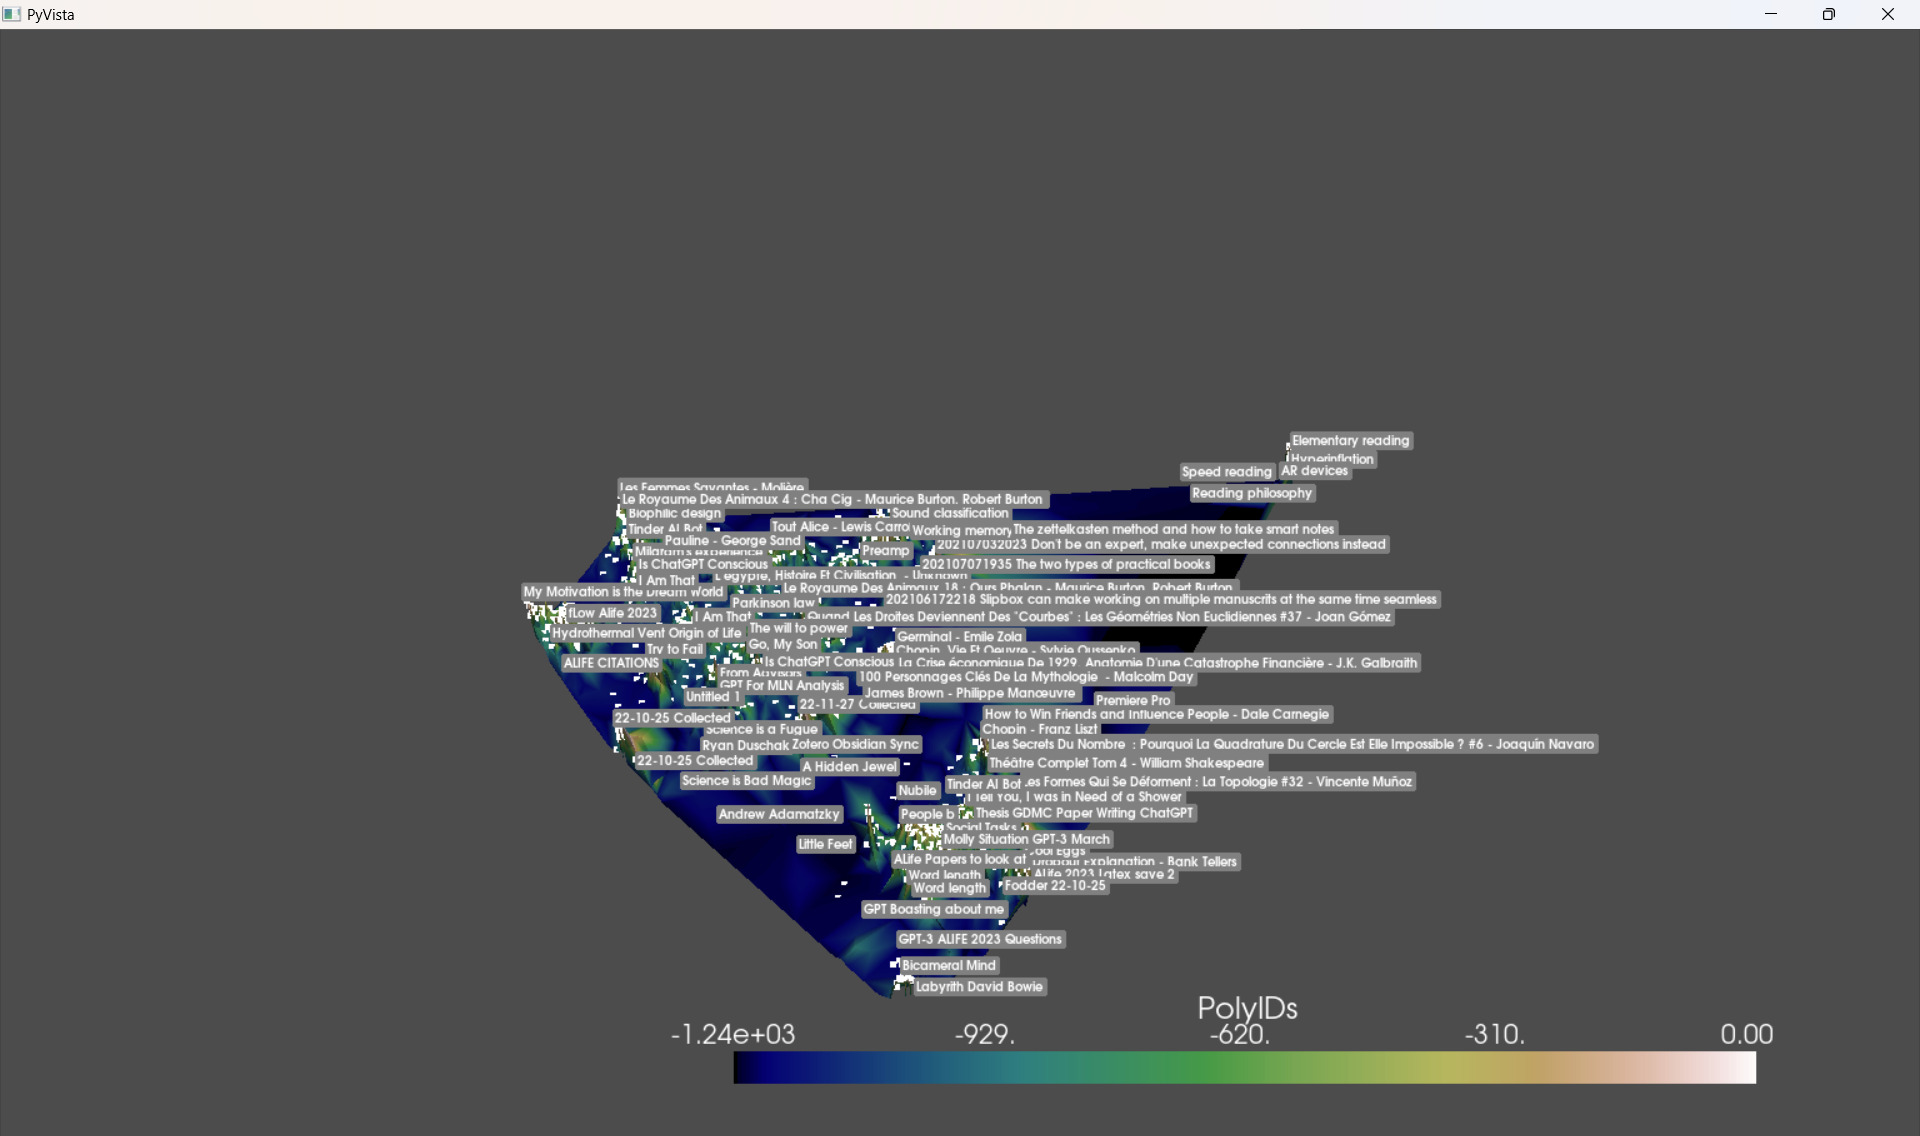 PyVista
Elementary reading
Hyperinflation
Speed reading
AR devices
Les Femmes Savantes - Molière
Reading philosophy
Le Royaume Des Animaux 4 : Cha Cig - Maurice Burton. Robert Burton
Biophilic design
Sound classification
Tinder AI Bot
Tout Alice - Lewis Carro
Working memory
The zettelkasten method and how to take smart notes
Pauline - George Sand
202107032023 Don't be an expert, make unexpected connections instead
Milgram's experience
Preamp
Is ChatGPT Conscious
202107071935 The two types of practical books
I Am That
L'egypte, Histoire Et Civilisation - Unknown
My Motivation is the Dream World
Le Royaume Des Animaux 18 : Ours Phalan - Maurice Burton. Robert Burton
Parkinson law
202106172218 Slipbox can make working on multiple manuscrits at the same time seamless
fLow Alife 2023
I Am That
Quand Les Droites Deviennent Des "Courbes" : Les Géométries Non Euclidiennes #37 - Joan Gómez
Hydrothermal Vent Origin of Life
The will to power
Germinal - Emile Zola
Go, My Son
Try to Fail
Chopin, Vie Et Oeuvre - Sylvie Oussenko
ALIFE CITATIONS
Is ChatGPT Conscious
La Crise économique De 1929. Anatomie D'une Catastrophe Financière - J.K. Galbraith
From Advisors
100 Personnages Clés De La Mythologie - Malcolm Day
GPT For MLN Analysis
Untitled 1
James Brown - Philippe Manœuvre
22-11-27 Collected
Premiere Pro
22-10-25 Collected
How to Win Friends and Influence People - Dale Carnegie
Science is a Fugue
Chopin - Franz Liszt
Ryan Duschak
Zotero Obsidian Sync
Les Secrets Du Nombre : Pourquoi La Quadrature Du Cercle Est Elle Impossible ? #6 - Joaquín Navaro
22-10-25 Collected
A Hidden Jewel
Théâtre Complet Tom 4 - William Shakespeare
Science is Bad Magic
Nubile
Tinder AI Bot
es Formes Qui Se Déforment : La Topologie #32 - Vincente Muñoz
I Tell You, I was in Need of a Shower
Andrew Adamatzky
People b
Thesis GDMC Paper Writing ChatGPT
Social Tasks
Little Feet
Molly Situation GPT-3 March
ool Eggs
ALife Papers to look at
Dropout Explanation - Bank Tellers
Word length
Alife 2023 Latex save 2
Word length
Fodder 22-10-25
GPT Boasting about me
GPT-3 ALIFE 2023 Questions
Bicameral Mind
Labyrith David Bowie
PolyIDs
-1.24e+03 -929. -620. -310. 0.00